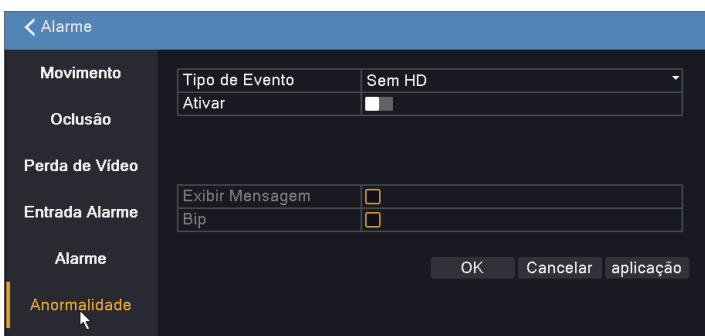 Alarme
Movimento
Oclusão
Perda de Vídeo
Entrada Alarme
Alarme
Anormalidade
Tipo de Evento Sem HD
Ativar
Exibir Mensagem
Bip
OK Cancelar aplicação